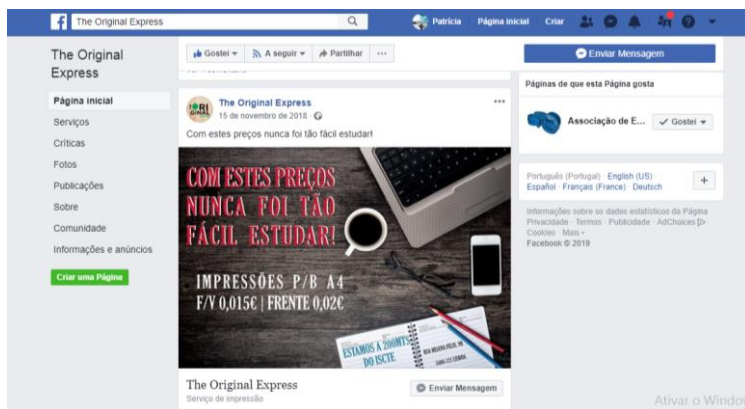 The Original Express
Patrícia
Página inicial
Criar
The Original
Express
Página inicial
Serviços
Críticas
Fotos
Publicações
Sobre
Comunidade
Informações e anúncios
Criar uma Página
Gostei
A seguir
Partilhar
The Original Express
15 de novembro de 2018
Com estes preços nunca foi tão fácil estudar!
COM ESTES PREÇOS
NUNCA FOI TÃO
FÁCIL ESTUDAR!
IMPRESSÕES P/B A4
F/V 0,015€ | FRENTE 0,02€
ESTAMOS A 200MTS
DO ISCTE
The Original Express
Serviço de impressão
Enviar Mensagem
Enviar Mensagem
Páginas de que esta Página gosta
Associação de E...
Gostei
Português (Portugal) · English (US) ·
Español · Français (France) · Deutsch
Informações sobre os dados estatísticos da Página
Privacidade · Termos · Publicidade · AdChoices
Cookies · Mais
Facebook © 2019
Ativar o Window